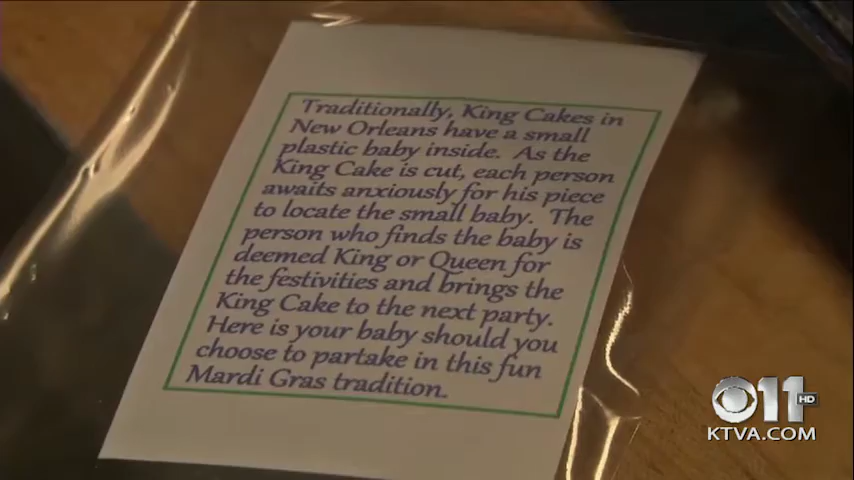 Traditionally, King Cakes in
New Orleans have a small
plastic baby inside. As the
King Cake is cut, each person
awaits anxiously for his piece
to locate the small baby. The
person who finds the baby is
deemed King or Queen for
the festivities and brings the
King Cake to the next party.
Here is your baby should you
choose to partake in this fun
Mardi Gras tradition.
11 HD
KTVA.COM